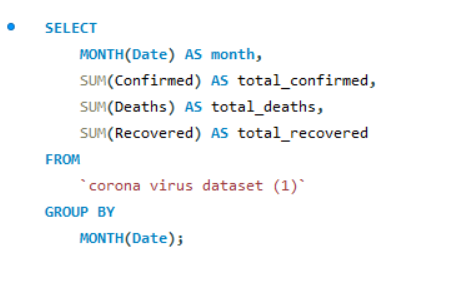 SELECT
MONTH(Date) AS month,
SUM(Confirmed) AS total_confirmed,
SUM(Deaths) AS total_deaths,
SUM(Recovered) AS total_recovered
FROM
`corona virus dataset (1)`
GROUP BY
MONTH(Date);